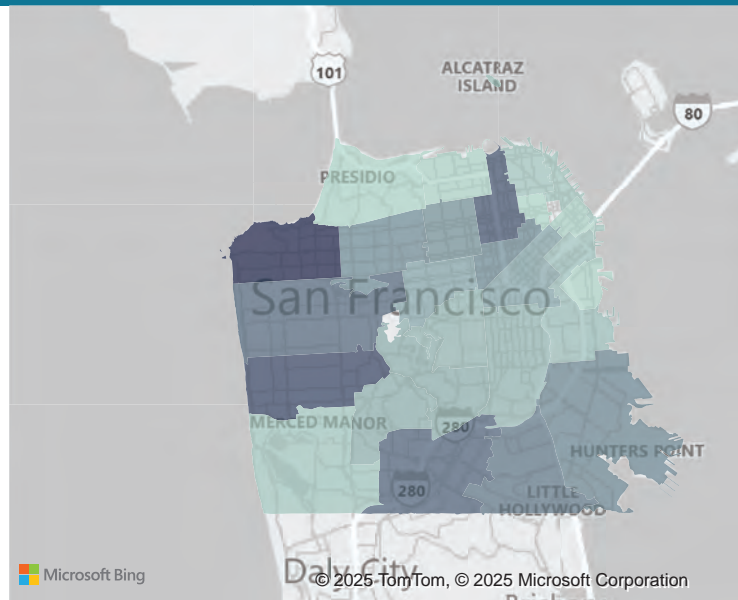 101
ALCATRAZ
ISLAND
80
PRESIDIO
San Francisco
MERCED MANOR
280
HUNTERS POINT
280
LITTLE
HOLLYWOOD
Daly City
Microsoft Bing
© 2025 TomTom, © 2025 Microsoft Corporation